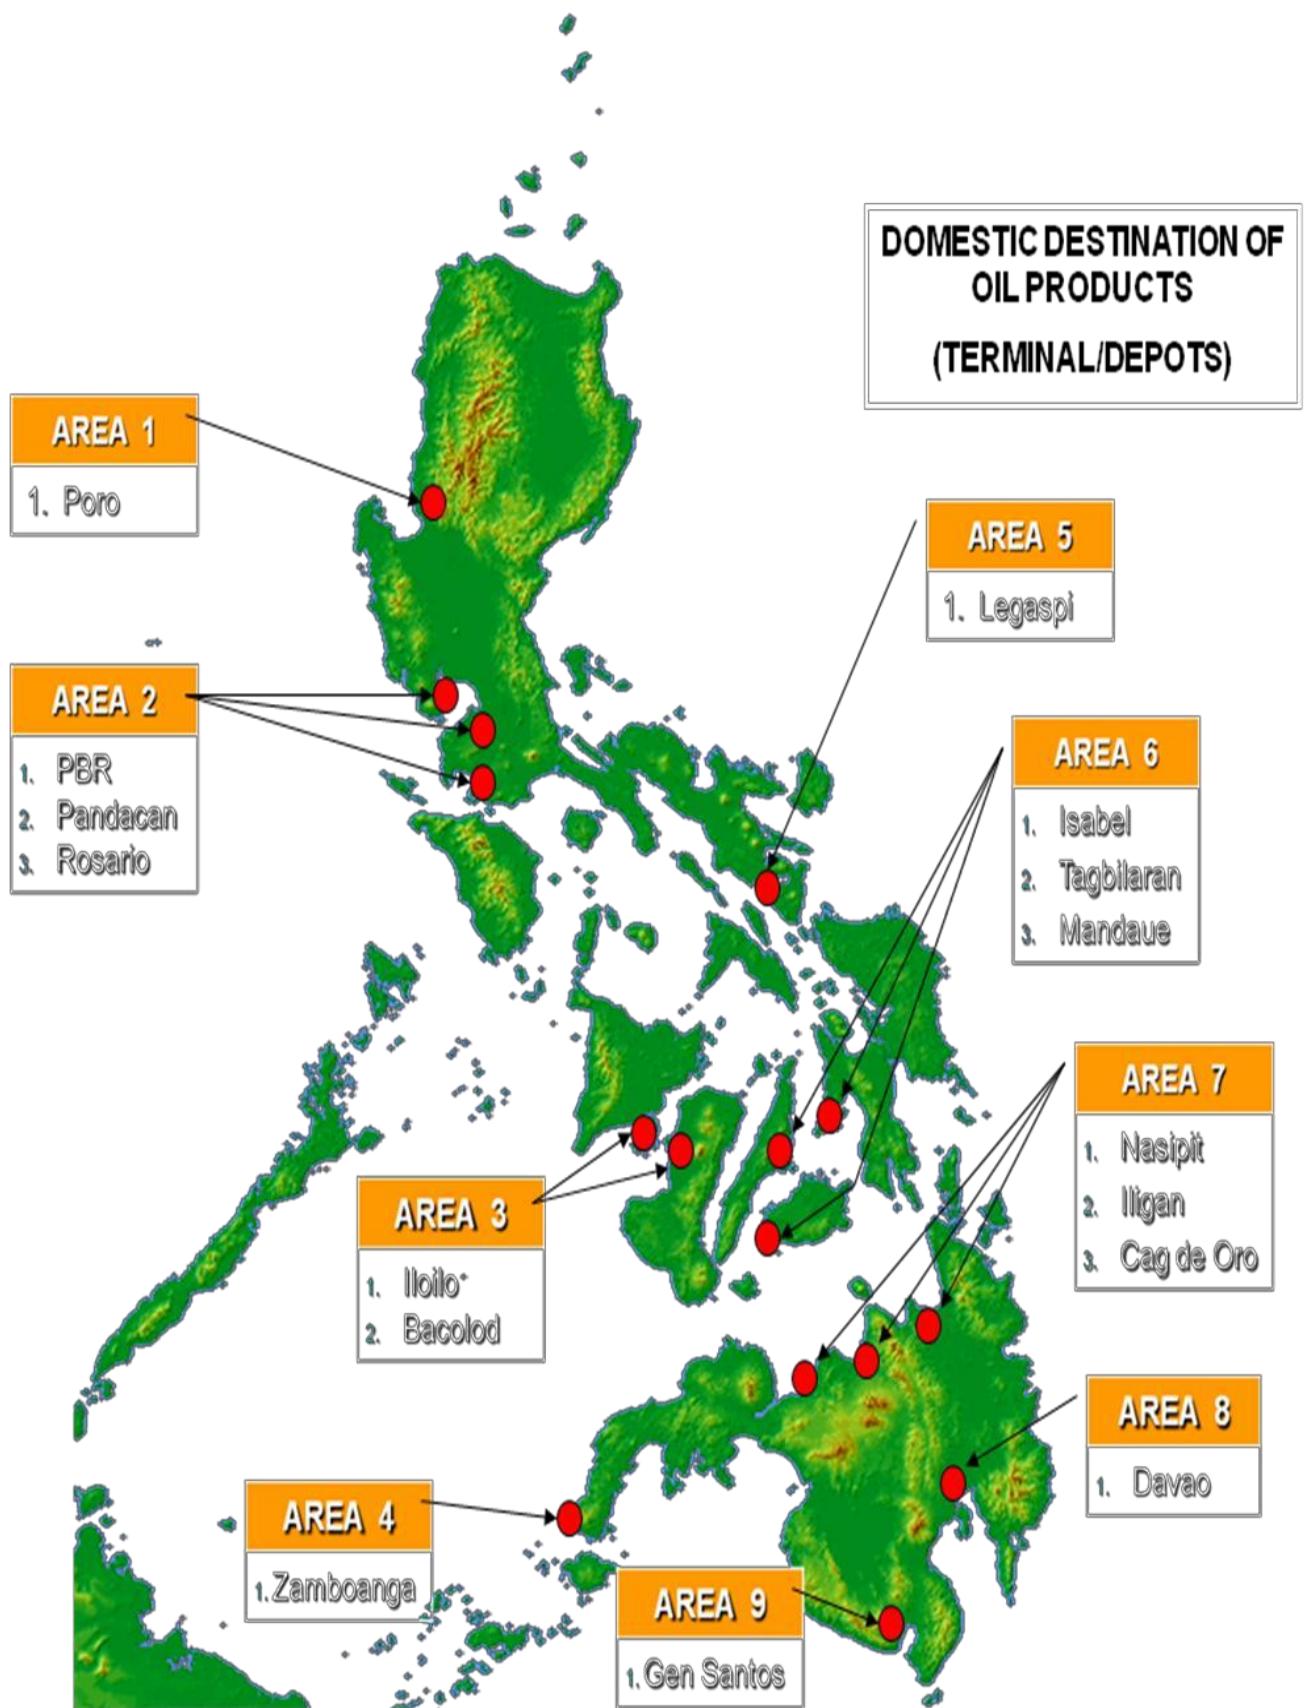 DOMESTIC DESTINATION OF
OIL PRODUCTS
(TERMINAL/DEPOTS)
AREA 1
1. Poro
AREA 2
1. PBR
2. Pandacan
3. Rosario
AREA 3
1. Iloilo
2. Bacolod
AREA 4
1. Zamboanga
AREA 5
1. Legaspi
AREA 6
1. Isabel
2. Tagbilaran
3. Mandaue
AREA 7
1. Nasipit
2. Iligan
3. Cag de Oro
AREA 8
1. Davao
AREA 9
1. Gen Santos